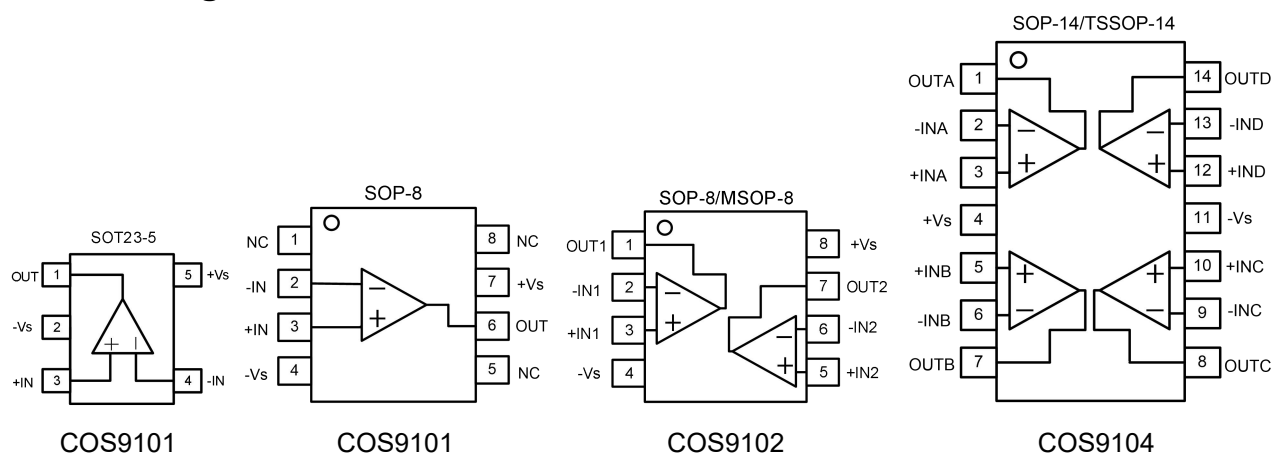 SOT23-5
OUT 1
5 +Vs
-Vs 2
+IN 3
4 -IN
+ −
COS9101
SOP-8
NC 1
8 NC
-IN 2
7 +Vs
+IN 3
6 OUT
-Vs 4
5 NC
−
+
COS9101
SOP-8/MSOP-8
OUT1 1
8 +Vs
-IN1 2
7 OUT2
+IN1 3
6 -IN2
-Vs 4
5 +IN2
−
+
−
+
COS9102
SOP-14/TSSOP-14
OUTA 1
14 OUTD
-INA 2
13 -IND
+INA 3
12 +IND
+Vs 4
11 -Vs
+INB 5
10 +INC
-INB 6
9 -INC
OUTB 7
8 OUTC
− −
+ +
+ +
− −
COS9104